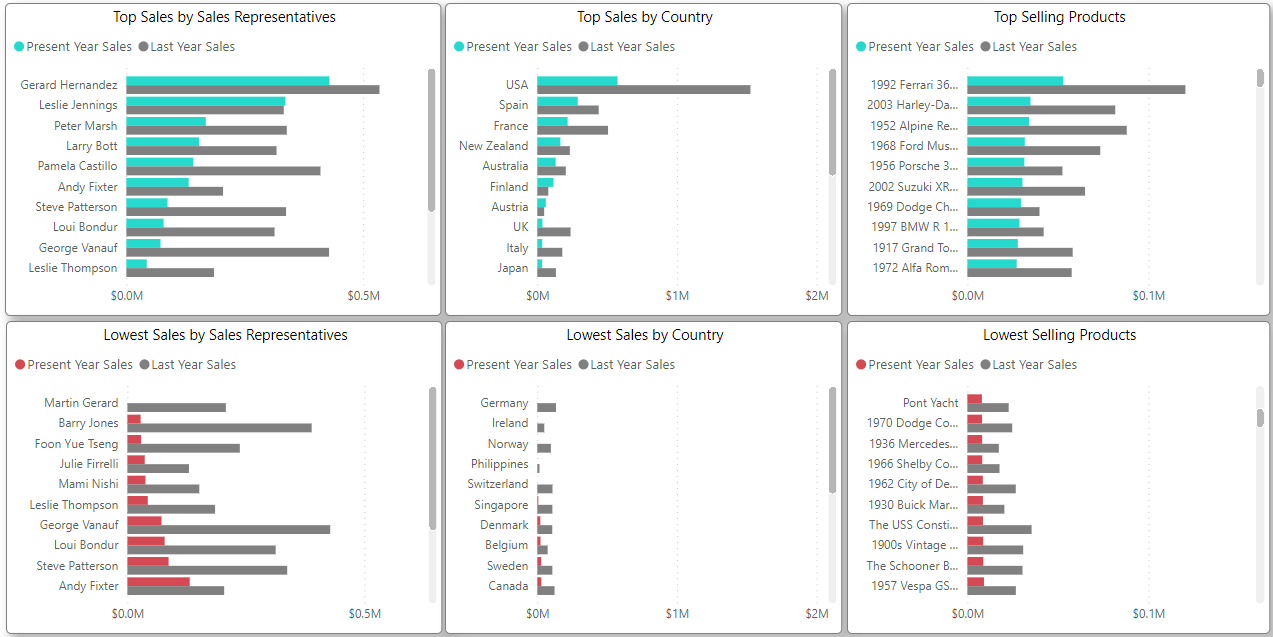 Top Sales by Sales Representatives
Present Year Sales Last Year Sales
Gerard Hernandez
Leslie Jennings
Peter Marsh
Larry Bott
Pamela Castillo
Andy Fixter
Steve Patterson
Loui Bondur
George Vanauf
Leslie Thompson
$0.0M $0.5M
Top Sales by Country
Present Year Sales Last Year Sales
USA
Spain
France
New Zealand
Australia
Finland
Austria
UK
Italy
Japan
$0M $1M $2M
Top Selling Products
Present Year Sales Last Year Sales
1992 Ferrari 36...
2003 Harley-Da...
1952 Alpine Re...
1968 Ford Mus...
1956 Porsche 3...
2002 Suzuki XR...
1969 Dodge Ch...
1997 BMW R 1...
1917 Grand To...
1972 Alfa Rom...
$0.0M $0.1M
Lowest Sales by Sales Representatives
Present Year Sales Last Year Sales
Martin Gerard
Barry Jones
Foon Yue Tseng
Julie Firrelli
Mami Nishi
Leslie Thompson
George Vanauf
Loui Bondur
Steve Patterson
Andy Fixter
$0.0M $0.5M
Lowest Sales by Country
Present Year Sales Last Year Sales
Germany
Ireland
Norway
Philippines
Switzerland
Singapore
Denmark
Belgium
Sweden
Canada
$0M $1M $2M
Lowest Selling Products
Present Year Sales Last Year Sales
Pont Yacht
1970 Dodge Co...
1936 Mercedes...
1966 Shelby Co...
1962 City of De...
1930 Buick Mar...
The USS Consti...
1900s Vintage ...
The Schooner B...
1957 Vespa GS...
$0.0M $0.1M